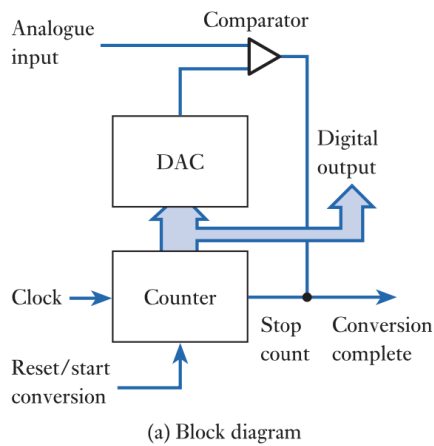 Comparator
Analogue
input
DAC
Digital
output
Clock
Counter
Stop
count
Conversion
complete
Reset/start
conversion
(a) Block diagram